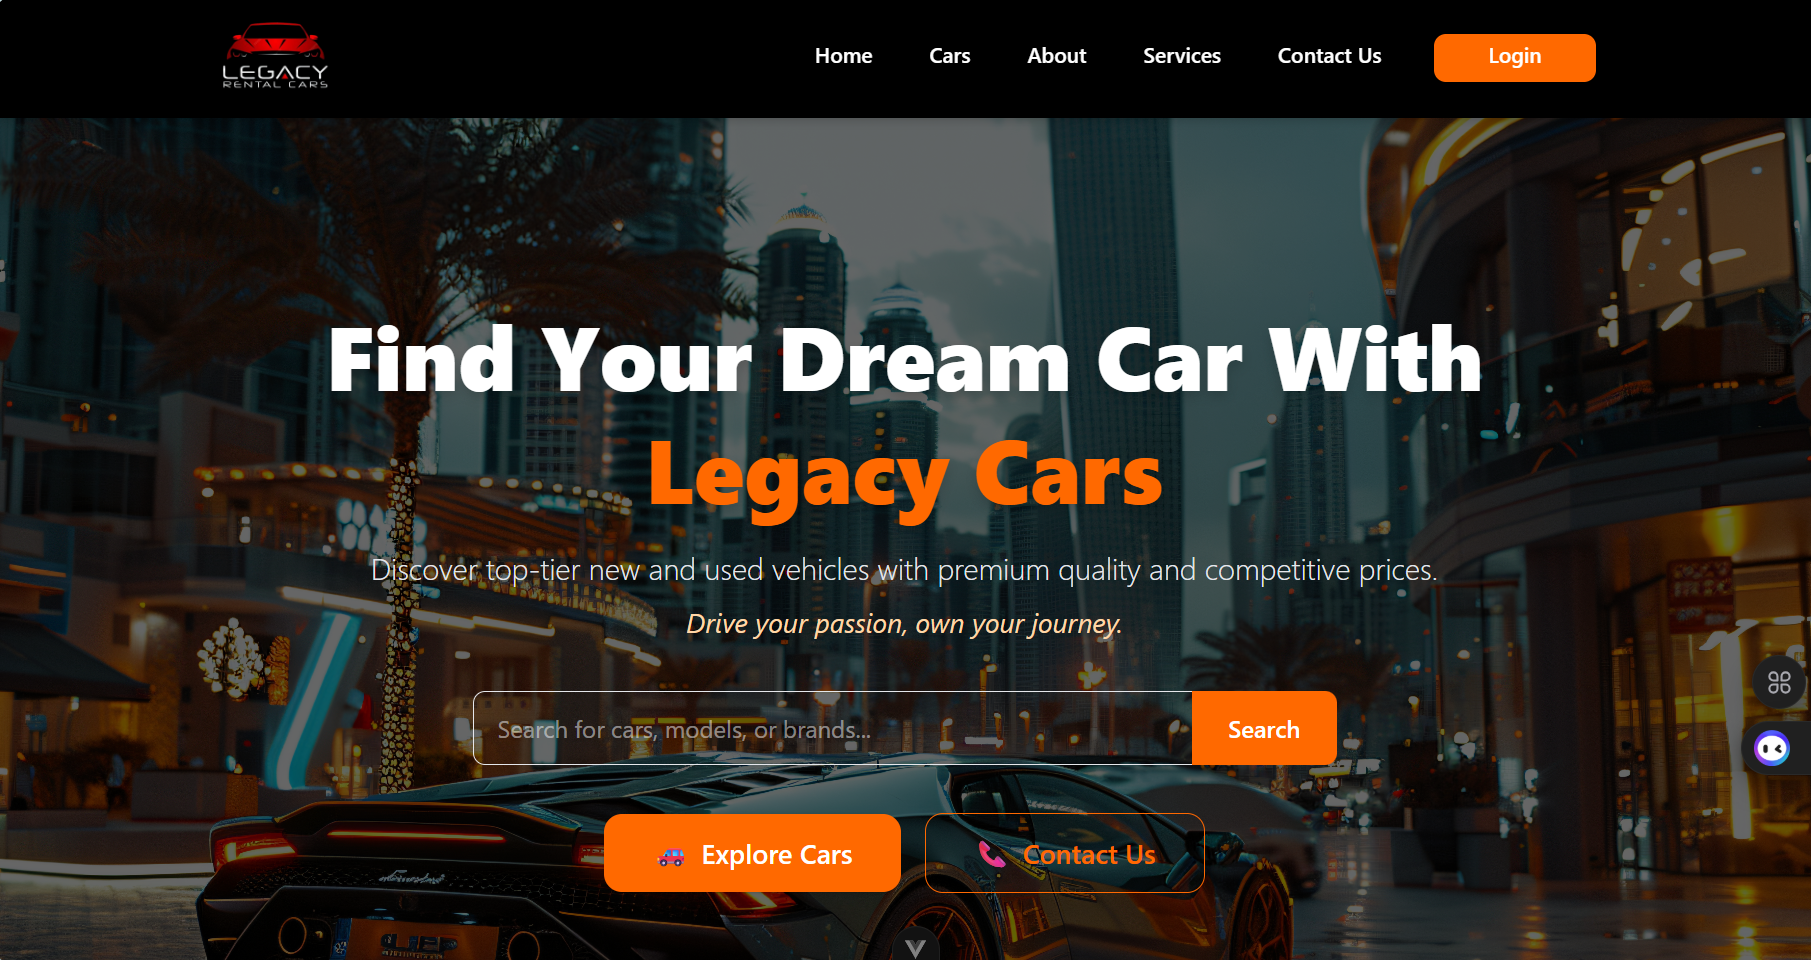 LEGACY
RENTAL CARS
Home
Cars
About
Services
Contact Us
Login
Find Your Dream Car With
Legacy Cars
Discover top-tier new and used vehicles with premium quality and competitive prices.
Drive your passion, own your journey.
Search for cars, models, or brands...
Search
Explore Cars
Contact Us